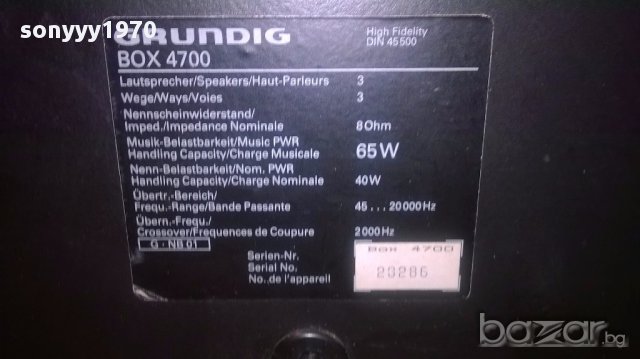 sonyyy1970
GRUNDIG
High Fidelity
DIN 45500
BOX 4700
Lautsprecher/Speakers/Haut-Parleurs 3
Wege/Ways/Voies 3
Nennscheinwiderstand/
Imped./Impedance Nominale 8 Ohm
Musik-Belastbarkeit/Music PWR
Handling Capacity/Charge Musicale 65 W
Nenn-Belastbarkeit/Nom. PWR
Handling Capacity/Charge Nominale 40 W
Übertr.-Bereich/
Frequ.-Range/Bande Passante 45 ... 20000 Hz
Übern.-Frequ./
Crossover/Frequences de Coupure 2000 Hz
G - NB 01
Serien-Nr.
Serial No.
No. de l'appareil
Box 4700
23286
bazar.bg